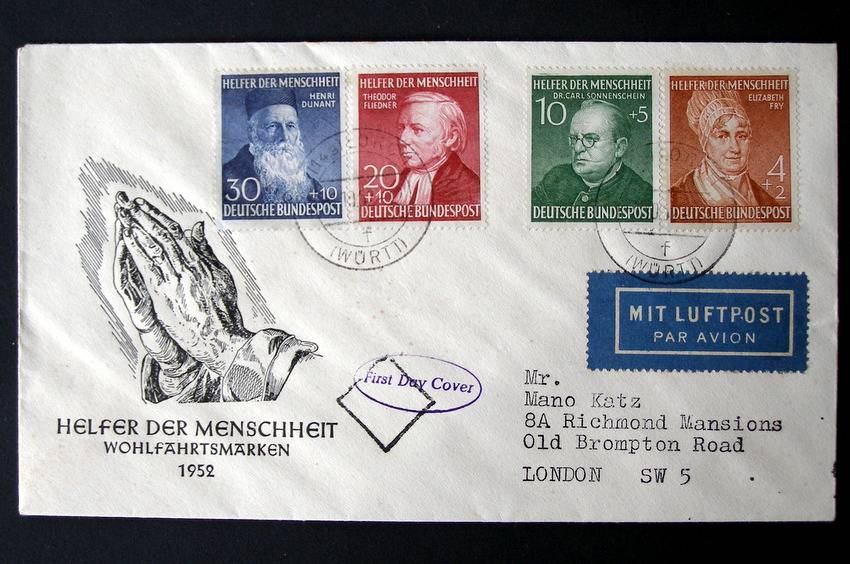 HELFER DER MENSCHHEIT
HENRI
DUNANT
30 +10
DEUTSCHE BUNDESPOST
HELFER DER MENSCHHEIT
THEODOR
FLIEDNER
20
+10
DEUTSCHE BUNDESPOST
HELFER DER MENSCHHEIT
DR. CARL SONNENSCHEIN
10 +5
DEUTSCHE BUNDESPOST
HELFER DER MENSCHHEIT
ELIZABETH
FRY
4
+2
DEUTSCHE BUNDESPOST
f
(WÜRTT)
f
(WÜRTT)
MIT LUFTPOST
PAR AVION
First Day Cover
Mr.
Mano Katz
8A Richmond Mansions
Old Brompton Road
LONDON SW 5
HELFER DER MENSCHHEIT
WOHLFAHRTSMARKEN
1952